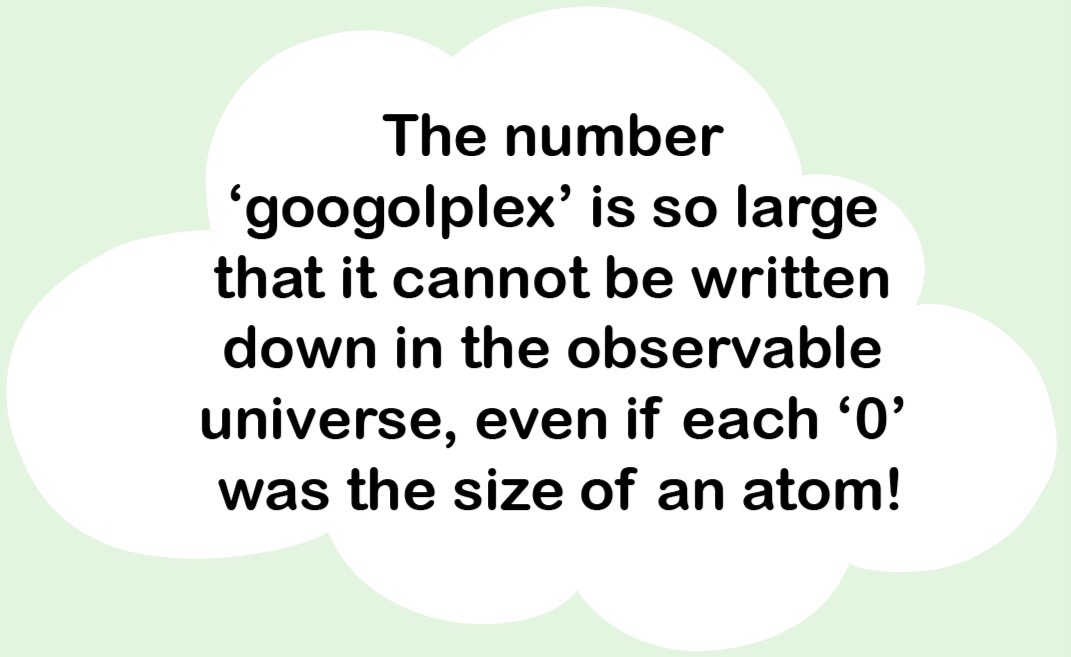 The number
‘googolplex’ is so large
that it cannot be written
down in the observable
universe, even if each ‘0’
was the size of an atom!